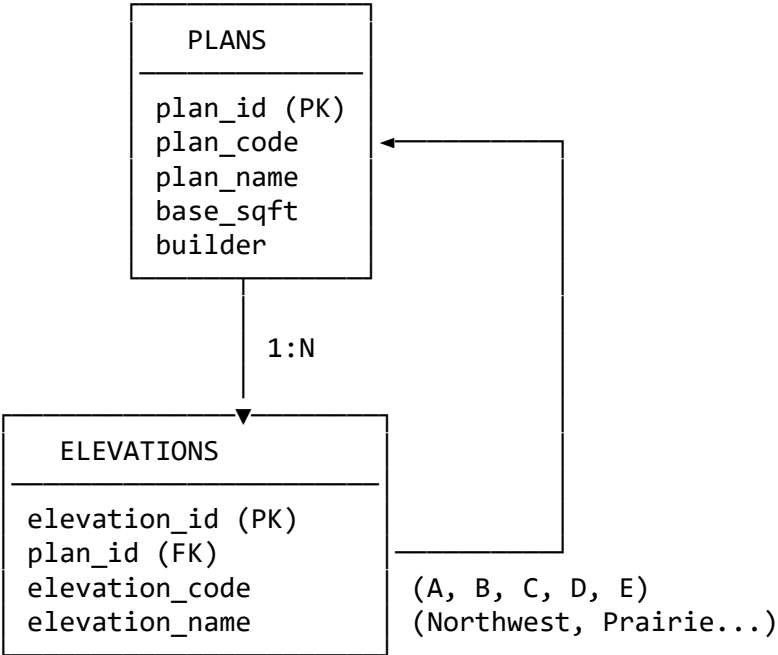 PLANS
plan_id (PK)
plan_code
plan_name
base_sqft
builder
1:N
ELEVATIONS
elevation_id (PK)
plan_id (FK)
elevation_code (A, B, C, D, E)
elevation_name (Northwest, Prairie...)